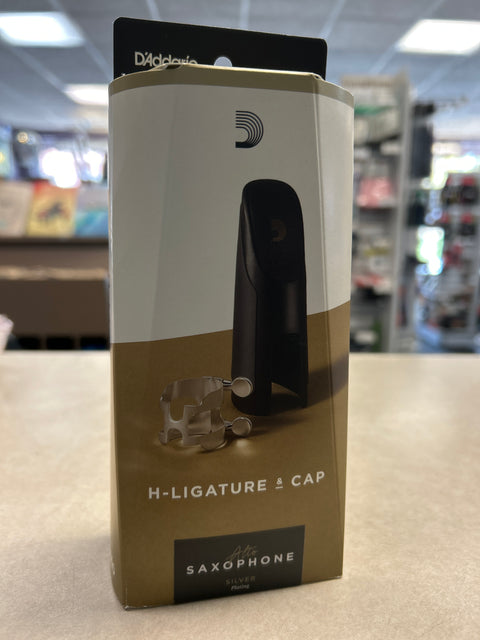 D'Addario
H-LIGATURE & CAP
Alto
SAXOPHONE
SILVER
Plating